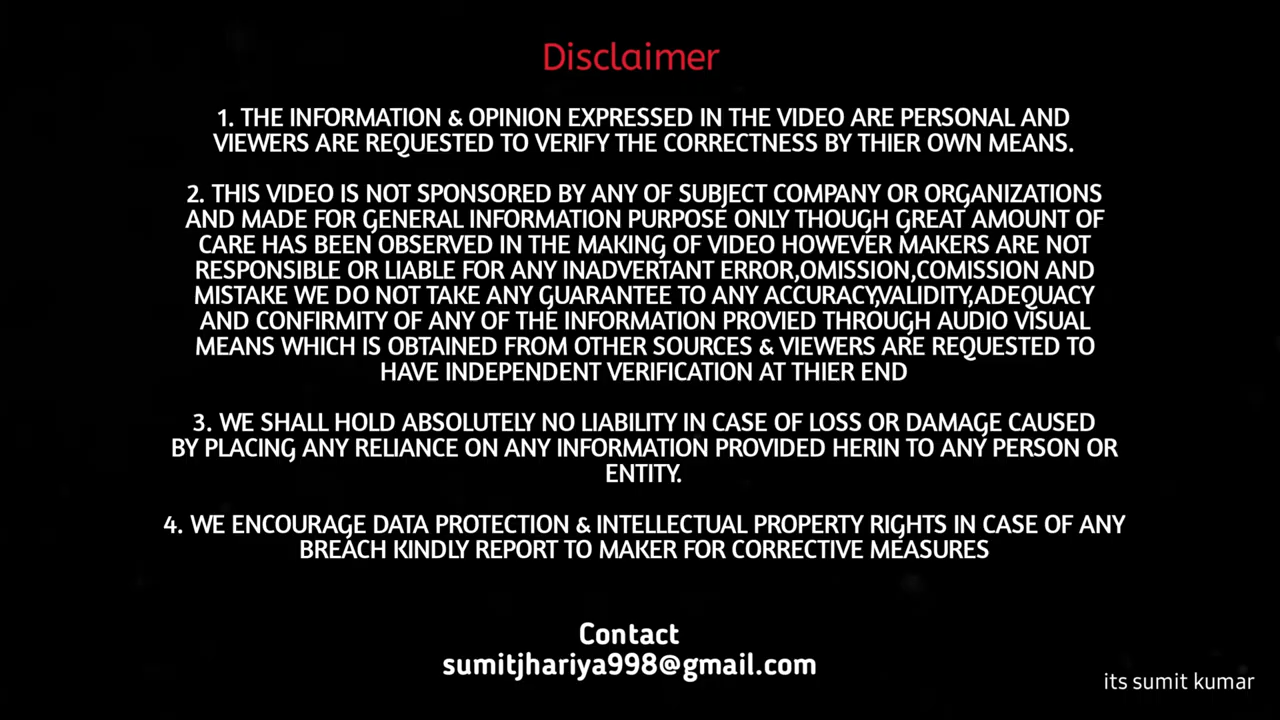 Disclaimer
1. THE INFORMATION & OPINION EXPRESSED IN THE VIDEO ARE PERSONAL AND
VIEWERS ARE REQUESTED TO VERIFY THE CORRECTNESS BY THIER OWN MEANS.
2. THIS VIDEO IS NOT SPONSORED BY ANY OF SUBJECT COMPANY OR ORGANIZATIONS
AND MADE FOR GENERAL INFORMATION PURPOSE ONLY THOUGH GREAT AMOUNT OF
CARE HAS BEEN OBSERVED IN THE MAKING OF VIDEO HOWEVER MAKERS ARE NOT
RESPONSIBLE OR LIABLE FOR ANY INADVERTANT ERROR,OMISSION,COMISSION AND
MISTAKE WE DO NOT TAKE ANY GUARANTEE TO ANY ACCURACY,VALIDITY,ADEQUACY
AND CONFIRMITY OF ANY OF THE INFORMATION PROVIED THROUGH AUDIO VISUAL
MEANS WHICH IS OBTAINED FROM OTHER SOURCES & VIEWERS ARE REQUESTED TO
HAVE INDEPENDENT VERIFICATION AT THIER END
3. WE SHALL HOLD ABSOLUTELY NO LIABILITY IN CASE OF LOSS OR DAMAGE CAUSED
BY PLACING ANY RELIANCE ON ANY INFORMATION PROVIDED HERIN TO ANY PERSON OR
ENTITY.
4. WE ENCOURAGE DATA PROTECTION & INTELLECTUAL PROPERTY RIGHTS IN CASE OF ANY
BREACH KINDLY REPORT TO MAKER FOR CORRECTIVE MEASURES
Contact
sumitjhariya998@gmail.com
its sumit kumar